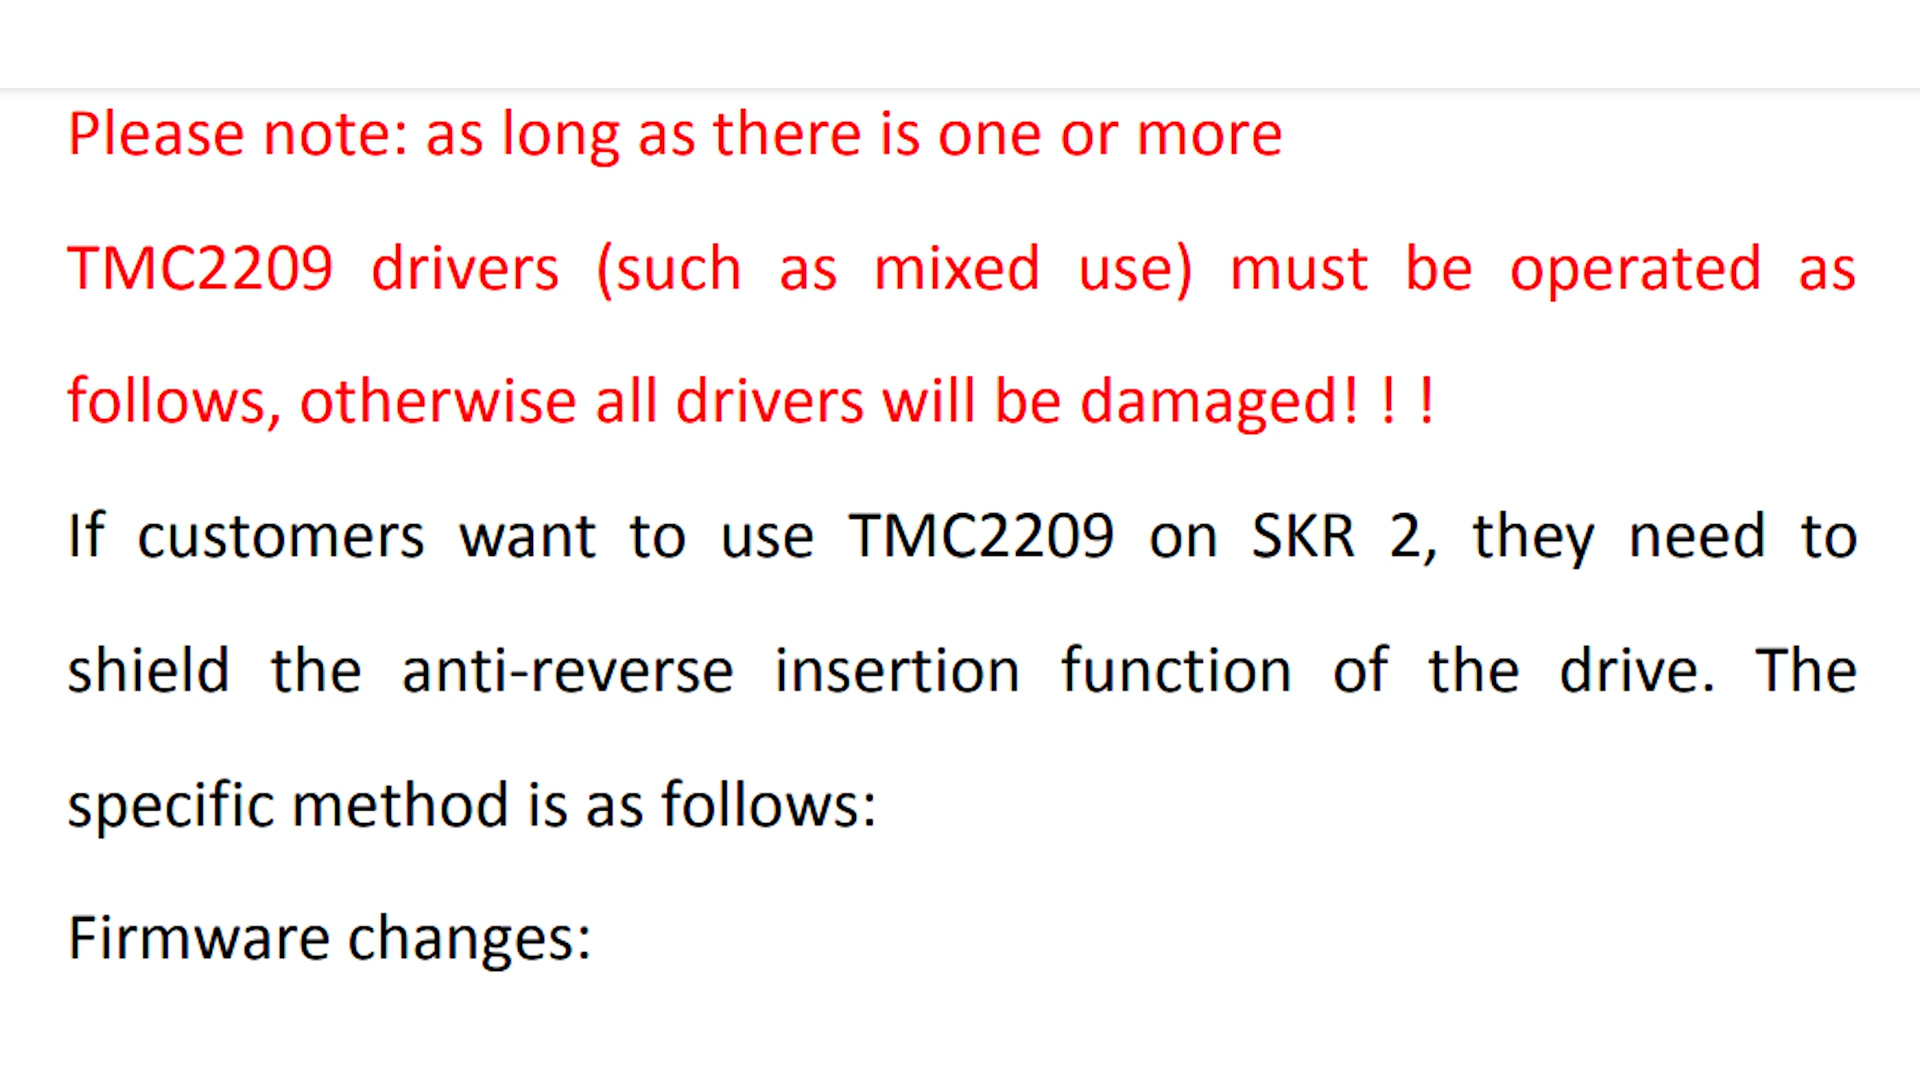 Please note: as long as there is one or more
TMC2209 drivers (such as mixed use) must be operated as
follows, otherwise all drivers will be damaged! ! !
If customers want to use TMC2209 on SKR 2, they need to
shield the anti-reverse insertion function of the drive. The
specific method is as follows:
Firmware changes: